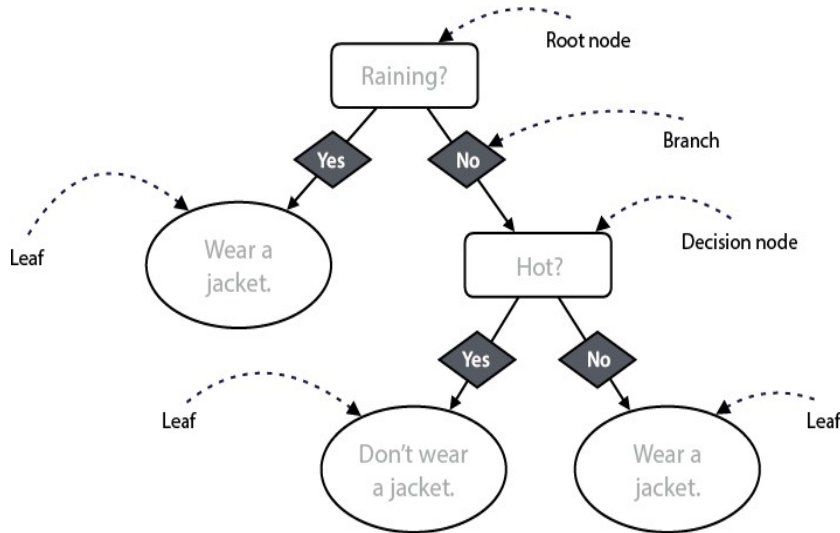 Root node
Raining?
Yes
No
Branch
Leaf
Wear a
jacket.
Decision node
Hot?
Yes
No
Leaf
Don't wear
a jacket.
Wear a
jacket.
Leaf